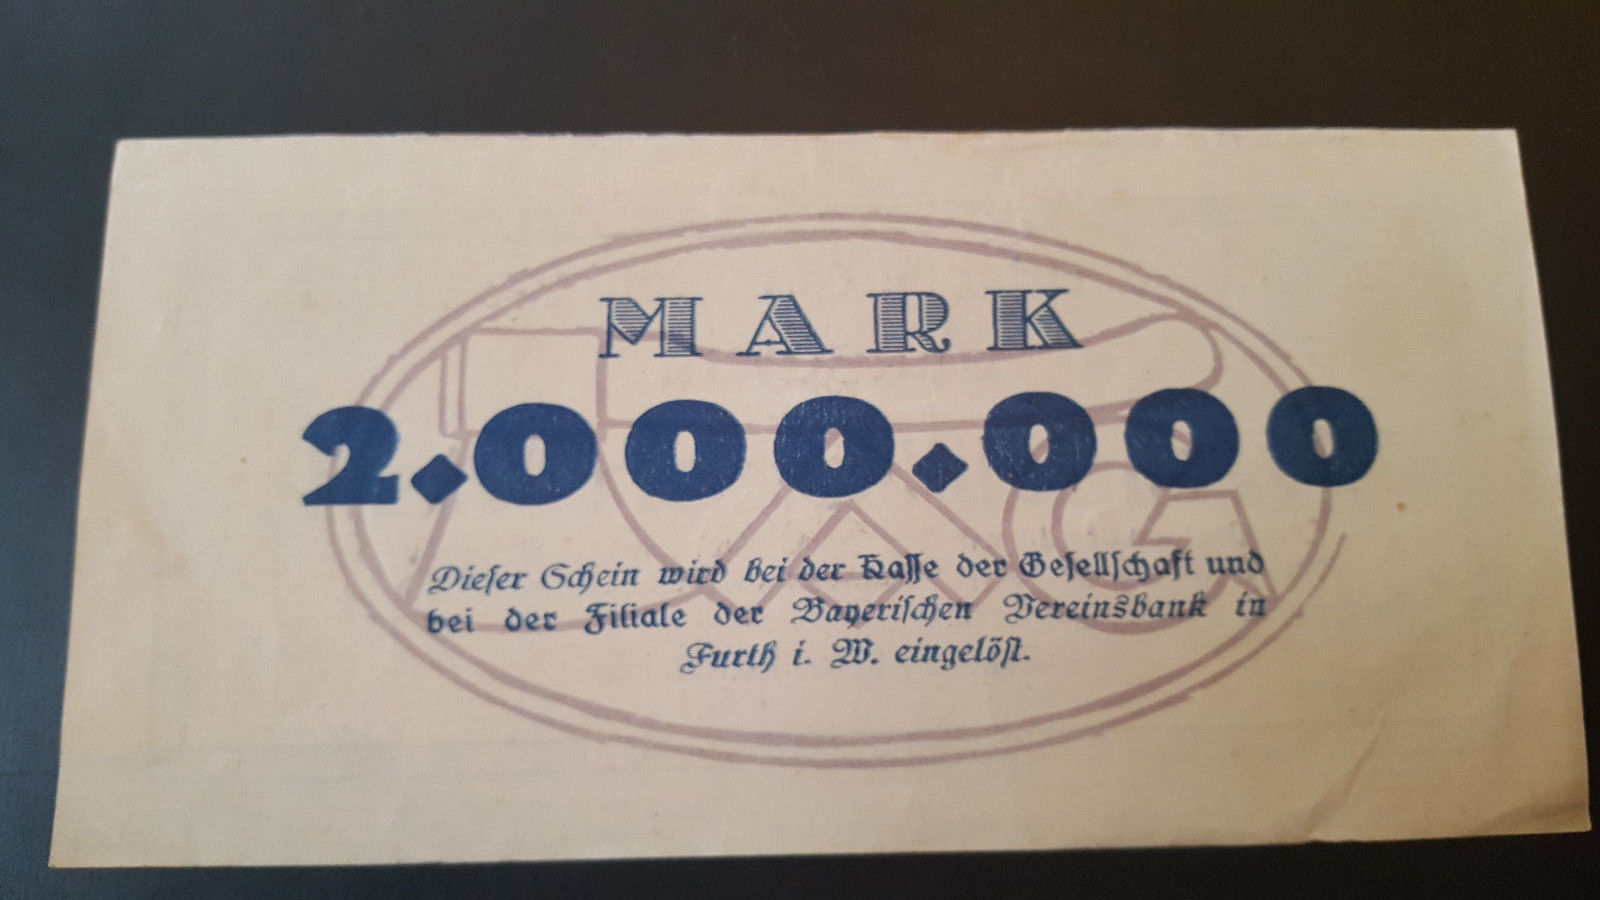 MARK
2.000.000
Dieser Schein wird bei der Kasse der Gesellschaft und
bei der Filiale der Bayerischen Vereinsbank in
Furth i. W. eingelöst.